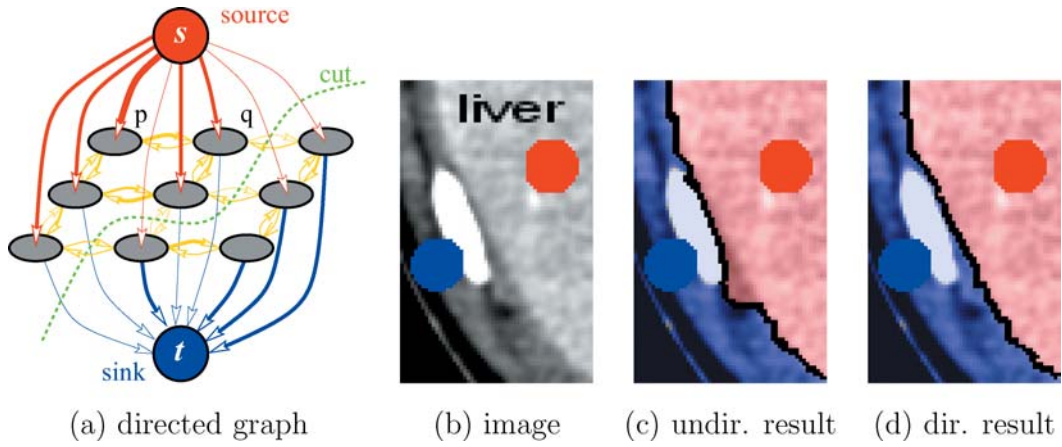 s
source
cut
p
q
t
sink
liver
(a) directed graph
(b) image
(c) undir. result
(d) dir. result